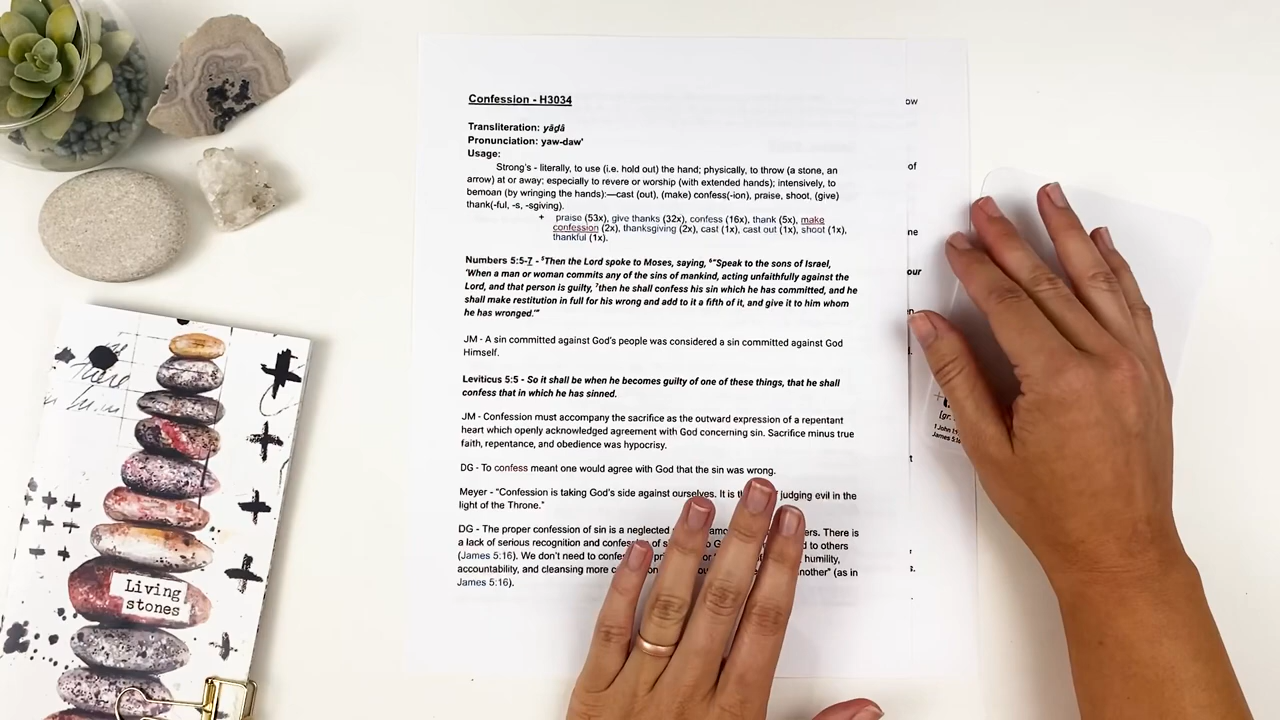 Confession - H3034
Transliteration: yāḏâ
Pronunciation: yaw-daw'
Usage:
Strong's - literally, to use (i.e. hold out) the hand; physically, to throw (a stone, an
arrow) at or away; especially to revere or worship (with extended hands); intensively, to
bemoan (by wringing the hands):—cast (out), (make) confess(-ion), praise, shoot, (give)
thank(-ful, -s, -sgiving).
+ praise (53x), give thanks (32x), confess (16x), thank (5x), make
confession (2x), thanksgiving (2x), cast (1x), cast out (1x), shoot (1x),
thankful (1x).
Numbers 5:5-7 - ⁵Then the Lord spoke to Moses, saying, ⁶"Speak to the sons of Israel,
'When a man or woman commits any of the sins of mankind, acting unfaithfully against the
Lord, and that person is guilty, ⁷then he shall confess his sin which he has committed, and he
shall make restitution in full for his wrong and add to it a fifth of it, and give it to him whom
he has wronged.'"
JM - A sin committed against God's people was considered a sin committed against God
Himself.
Leviticus 5:5 - So it shall be when he becomes guilty of one of these things, that he shall
confess that in which he has sinned.
JM - Confession must accompany the sacrifice as the outward expression of a repentant
heart which openly acknowledged agreement with God concerning sin. Sacrifice minus true
faith, repentance, and obedience was hypocrisy.
DG - To confess meant one would agree with God that the sin was wrong.
Meyer - "Confession is taking God's side against ourselves. It is judging evil in the
light of the Throne."
DG - The proper confession of sin is a neglected There is
a lack of serious recognition and to others
(James 5:16). We don't need to humility,
accountability, and cleansing more another" (as in
James 5:16).
Living
stones
[gr.
1 John 1:
James 5:16